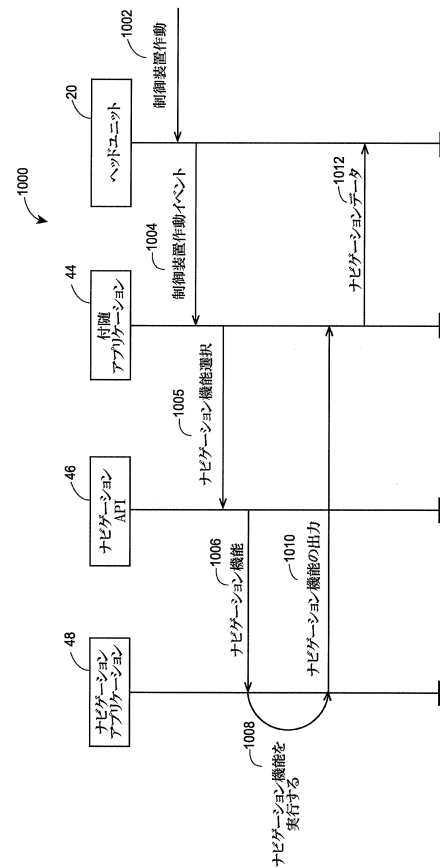 1000
48
ナビゲーション
アプリケーション
46
ナビゲーション
API
44
付随
アプリケーション
20
ヘッドユニット
1002
制御装置作動
1004
制御装置作動イベント
1005
ナビゲーション機能選択
1006
ナビゲーション機能
1008
ナビゲーション機能を
実行する
1010
ナビゲーション機能の出力
1012
ナビゲーションデータ